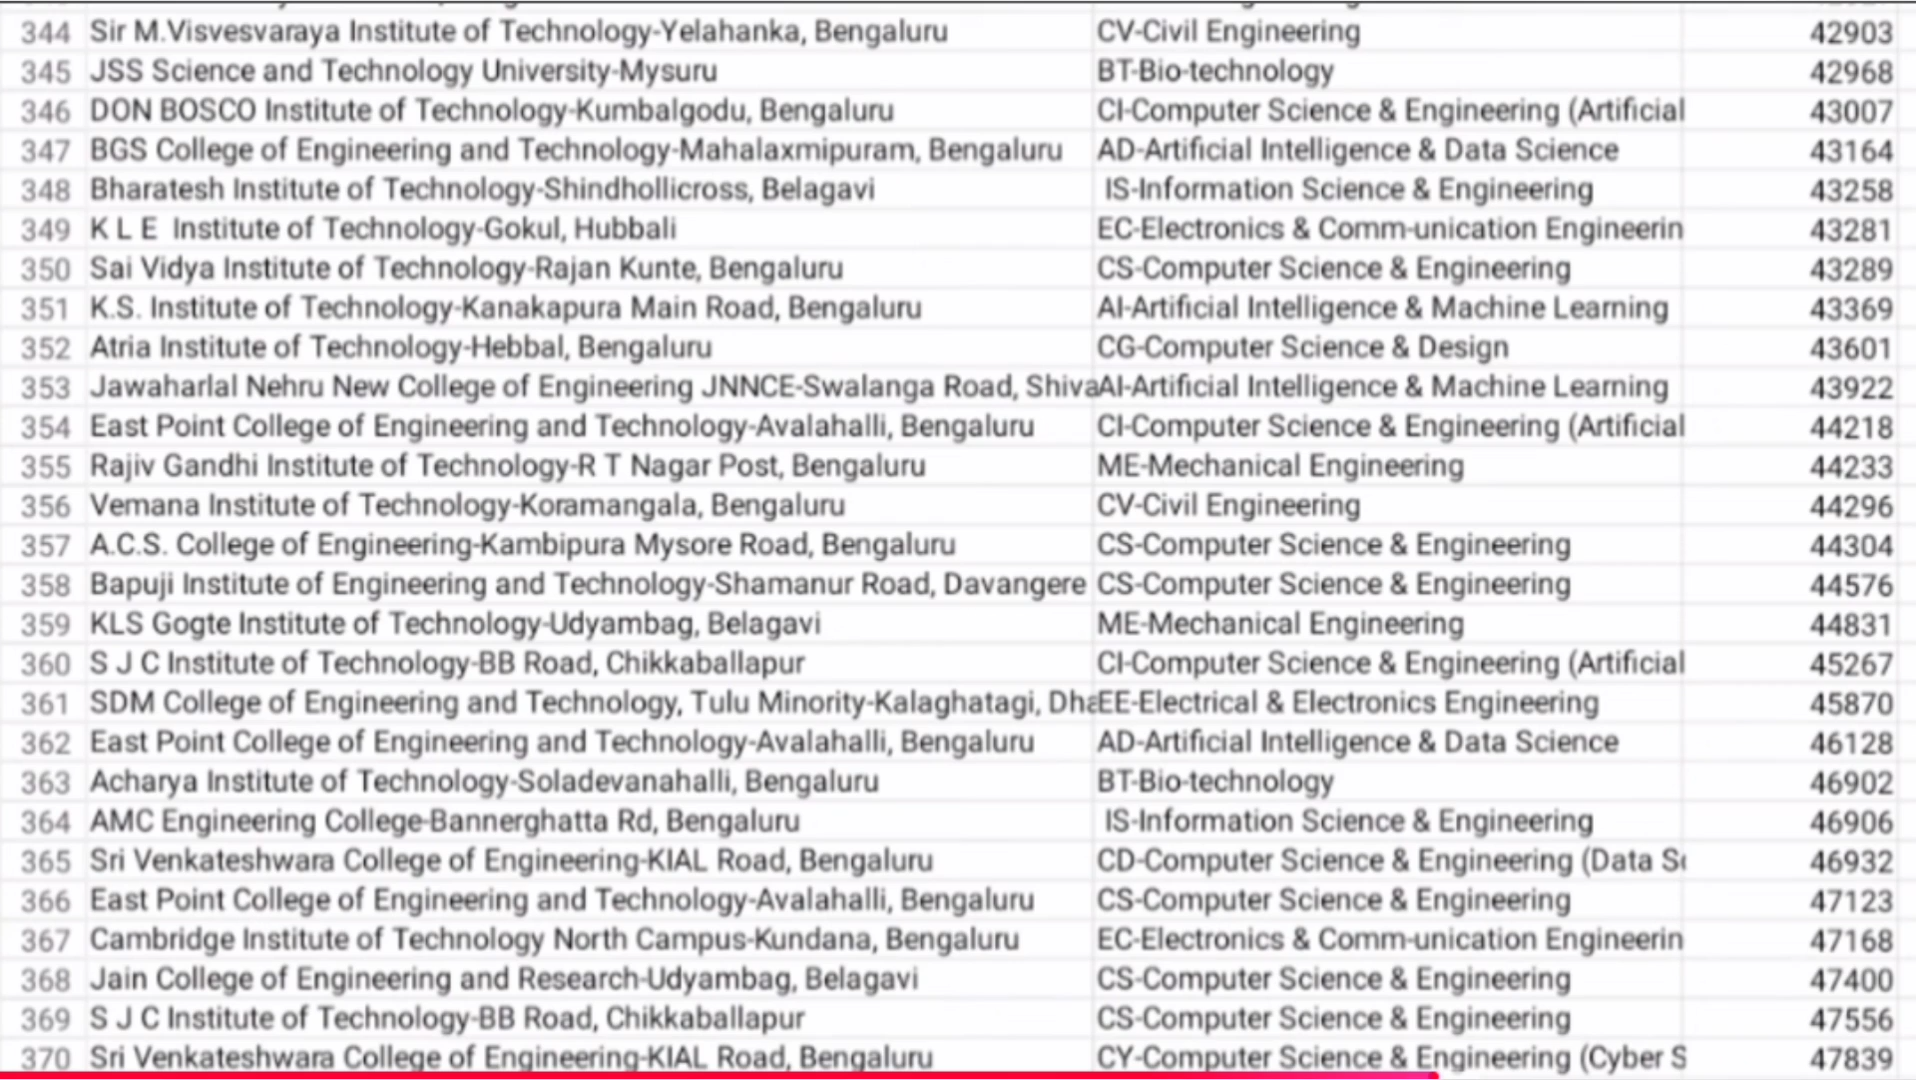 344 Sir M.Visvesvaraya Institute of Technology-Yelahanka, Bengaluru CV-Civil Engineering 42903
345 JSS Science and Technology University-Mysuru BT-Bio-technology 42968
346 DON BOSCO Institute of Technology-Kumbalgodu, Bengaluru CI-Computer Science & Engineering (Artificial 43007
347 BGS College of Engineering and Technology-Mahalaxmipuram, Bengaluru AD-Artificial Intelligence & Data Science 43164
348 Bharatesh Institute of Technology-Shindhollicross, Belagavi IS-Information Science & Engineering 43258
349 K L E Institute of Technology-Gokul, Hubbali EC-Electronics & Comm-unication Engineerin 43281
350 Sai Vidya Institute of Technology-Rajan Kunte, Bengaluru CS-Computer Science & Engineering 43289
351 K.S. Institute of Technology-Kanakapura Main Road, Bengaluru AI-Artificial Intelligence & Machine Learning 43369
352 Atria Institute of Technology-Hebbal, Bengaluru CG-Computer Science & Design 43601
353 Jawaharlal Nehru New College of Engineering JNNCE-Swalanga Road, Shiva AI-Artificial Intelligence & Machine Learning 43922
354 East Point College of Engineering and Technology-Avalahalli, Bengaluru CI-Computer Science & Engineering (Artificial 44218
355 Rajiv Gandhi Institute of Technology-R T Nagar Post, Bengaluru ME-Mechanical Engineering 44233
356 Vemana Institute of Technology-Koramangala, Bengaluru CV-Civil Engineering 44296
357 A.C.S. College of Engineering-Kambipura Mysore Road, Bengaluru CS-Computer Science & Engineering 44304
358 Bapuji Institute of Engineering and Technology-Shamanur Road, Davangere CS-Computer Science & Engineering 44576
359 KLS Gogte Institute of Technology-Udyambag, Belagavi ME-Mechanical Engineering 44831
360 S J C Institute of Technology-BB Road, Chikkaballapur CI-Computer Science & Engineering (Artificial 45267
361 SDM College of Engineering and Technology, Tulu Minority-Kalaghatagi, Dha EE-Electrical & Electronics Engineering 45870
362 East Point College of Engineering and Technology-Avalahalli, Bengaluru AD-Artificial Intelligence & Data Science 46128
363 Acharya Institute of Technology-Soladevanahalli, Bengaluru BT-Bio-technology 46902
364 AMC Engineering College-Bannerghatta Rd, Bengaluru IS-Information Science & Engineering 46906
365 Sri Venkateshwara College of Engineering-KIAL Road, Bengaluru CD-Computer Science & Engineering (Data Sc 46932
366 East Point College of Engineering and Technology-Avalahalli, Bengaluru CS-Computer Science & Engineering 47123
367 Cambridge Institute of Technology North Campus-Kundana, Bengaluru EC-Electronics & Comm-unication Engineerin 47168
368 Jain College of Engineering and Research-Udyambag, Belagavi CS-Computer Science & Engineering 47400
369 S J C Institute of Technology-BB Road, Chikkaballapur CS-Computer Science & Engineering 47556
370 Sri Venkateshwara College of Engineering-KIAL Road, Bengaluru CY-Computer Science & Engineering (Cyber S 47839